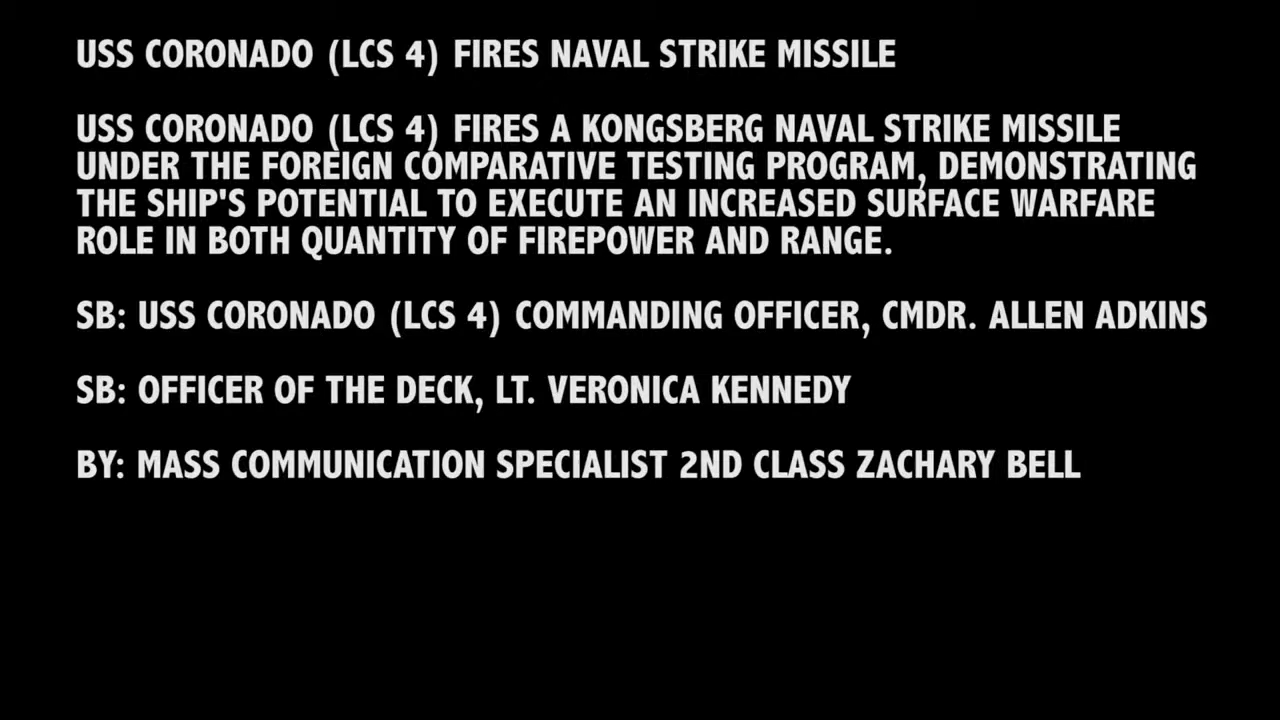 USS CORONADO (LCS 4) FIRES NAVAL STRIKE MISSILE
USS CORONADO (LCS 4) FIRES A KONGSBERG NAVAL STRIKE MISSILE
UNDER THE FOREIGN COMPARATIVE TESTING PROGRAM, DEMONSTRATING
THE SHIP'S POTENTIAL TO EXECUTE AN INCREASED SURFACE WARFARE
ROLE IN BOTH QUANTITY OF FIREPOWER AND RANGE.
SB: USS CORONADO (LCS 4) COMMANDING OFFICER, CMDR. ALLEN ADKINS
SB: OFFICER OF THE DECK, LT. VERONICA KENNEDY
BY: MASS COMMUNICATION SPECIALIST 2ND CLASS ZACHARY BELL